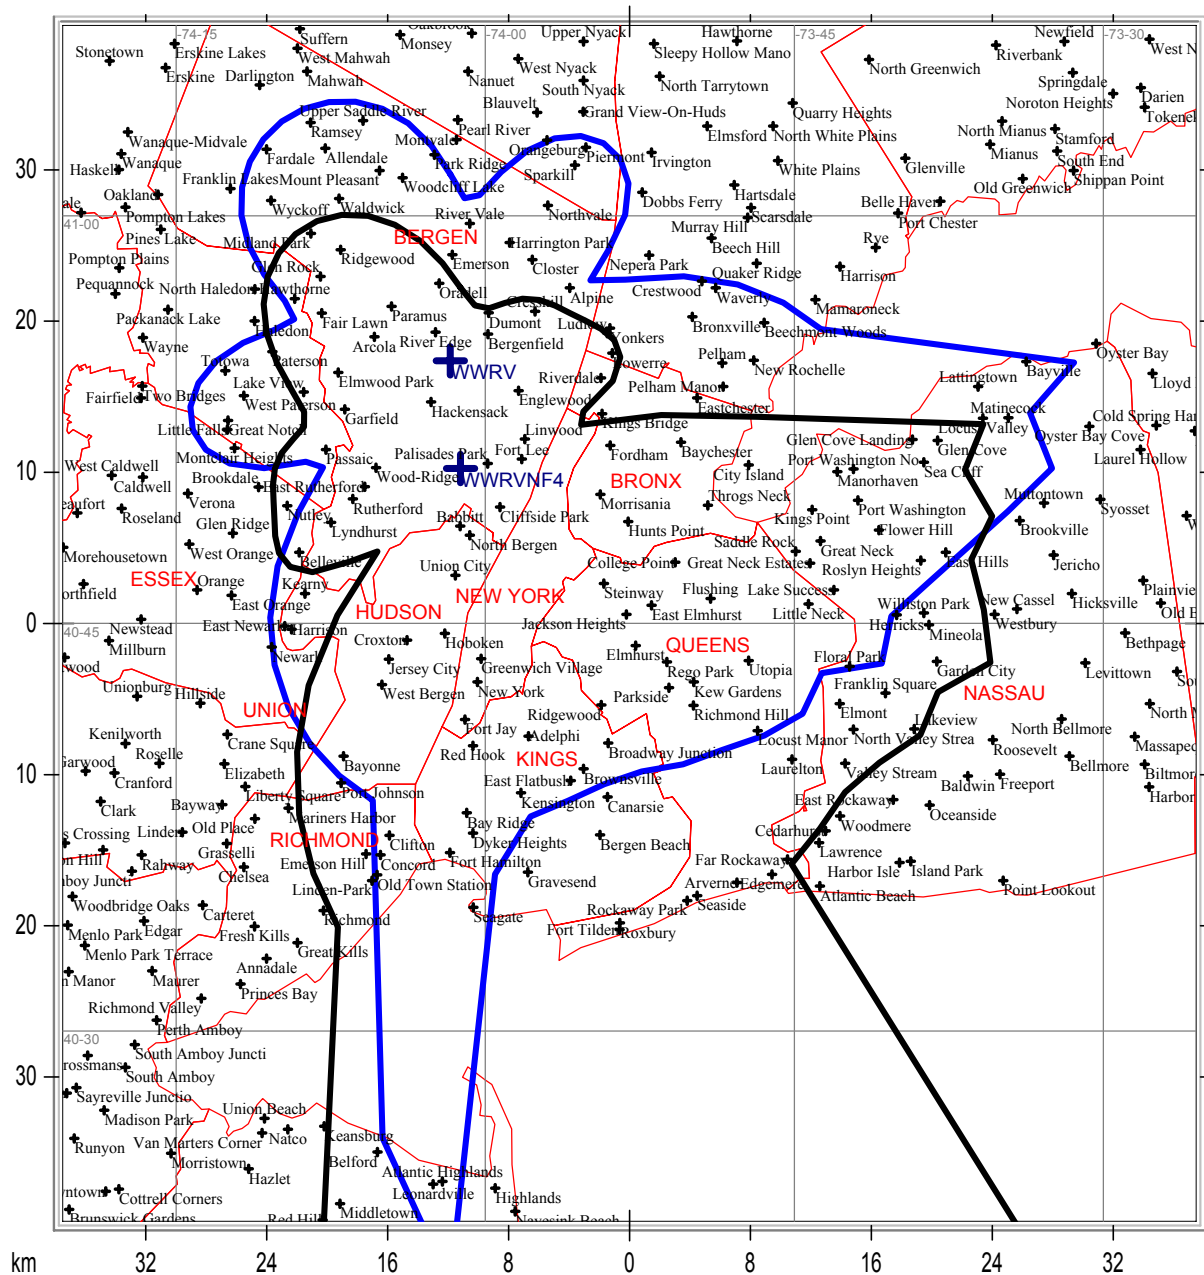 -74-15
-74-00
-73-45
-73-30
Suffern
Monsey
Upper Nyack
Hawthorne
Newfield
Stonetown
Erskine Lakes
West Mahwah
West Nyack
Sleepy Hollow Mano
Riverbank
Erskine
Darlington
Mahwah
Nanuet
South Nyack
North Tarrytown
North Greenwich
Springdale
Blauvelt
Grand View-On-Huds
Quarry Heights
Noroton Heights
Darien
Upper Saddle River
Ramsey
Pearl River
Elmsford
North White Plains
North Mianus
Stamford
Wanaque-Midvale
Montvale
Orangeburg
Wanaque
Fardale
Allendale
Park Ridge
Piermont
Irvington
White Plains
Glenville
Mianus
South End
Haskell
Franklin Lakes
Mount Pleasant
Woodcliff Lake
Sparkill
Old Greenwich
Shippan Point
Oakland
Wyckoff
Waldwick
Northvale
Dobbs Ferry
Hartsdale
Scarsdale
Belle Haven
Port Chester
41-00
Pompton Lakes
Pines Lake
Midland Park
River Vale
BERGEN
Harrington Park
Murray Hill
Beech Hill
Rye
Pompton Plains
Glen Rock
Ridgewood
Emerson
Closter
Nepera Park
Quaker Ridge
Harrison
Pequannock
North Haledon
Hawthorne
Oradell
Cresskill
Alpine
Crestwood
Waverly
Mamaroneck
Packanack Lake
Haledon
Fair Lawn
Paramus
Dumont
Ludlow
Yonkers
Bronxville
Beechmont Woods
Wayne
Totowa
Paterson
Arcola
River Edge
Bergenfield
Lowerre
Pelham
New Rochelle
Oyster Bay
Bayville
WWRV
Fairfield
Two Bridges
Lake View
West Paterson
Elmwood Park
Garfield
Hackensack
Englewood
Riverdale
Pelham Manor
Eastchester
Lattingtown
Lloyd
Little Falls
Great Notch
Linwood
Kings Bridge
Matinecock
Locust Valley
Montclair Heights
Passaic
Palisades Park
Fort Lee
Fordham
Baychester
Glen Cove Landing
Glen Cove
Oyster Bay Cove
West Caldwell
Caldwell
Brookdale
East Rutherford
Wood-Ridge
WWRVNF4
BRONX
City Island
Port Washington No
Manorhaven
Sea Cliff
Laurel Hollow
Verona
Rutherford
Cliffside Park
Morrisania
Throgs Neck
Kings Point
Port Washington
Muttontown
Syosset
Roseland
Glen Ridge
Nutley
Lyndhurst
Babbitt
North Bergen
Hunts Point
Flower Hill
Brookville
Morehousetown
West Orange
Belleville
Union City
College Point
Saddle Rock
Great Neck Estates
Great Neck
Roslyn Heights
East Hills
Jericho
ESSEX
Orange
Kearny
HUDSON
NEW YORK
Steinway
Flushing
Lake Success
Hicksville
Newstead
East Orange
East Newark
Harrison
Jackson Heights
East Elmhurst
Little Neck
Williston Park
New Cassel
40-45
Millburn
Newark
Croxton
Hoboken
Elmhurst
QUEENS
Herricks
Mineola
Westbury
Bethpage
Jersey City
Greenwich Village
Rego Park
Utopia
Floral Park
Garden City
Levittown
Unionburg
Hillside
UNION
West Bergen
New York
Parkside
Kew Gardens
Franklin Square
NASSAU
Kenilworth
Roselle
Crane Square
Fort Jay
Ridgewood
Adelphi
Richmond Hill
Locust Manor
Elmont
North Valley Strea
Lakeview
North Bellmore
Roosevelt
Garwood
Cranford
Elizabeth
Bayonne
Red Hook
KINGS
Broadway Junction
Laurelton
Valley Stream
Bellmore
Clark
Bayway
Liberty Square
Port Johnson
East Flatbush
Brownsville
Kensington
Canarsie
East Rockaway
Baldwin
Freeport
Linden
Old Place
Mariners Harbor
RICHMOND
Clifton
Bay Ridge
Dyker Heights
Bergen Beach
Cedarhurst
Woodmere
Oceanside
Rahway
Grasselli
Chelsea
Emerson Hill
Concord
Fort Hamilton
Far Rockaway
Lawrence
Harbor Isle
Island Park
Linden-Park
Old Town Station
Gravesend
Arverne
Edgemere
Atlantic Beach
Point Lookout
Woodbridge Oaks
Carteret
Richmond
Seagate
Rockaway Park
Seaside
Menlo Park
Edgar
Fresh Kills
Great Kills
Fort Tilden
Roxbury
Menlo Park Terrace
Maurer
Annadale
Princes Bay
Richmond Valley
Perth Amboy
40-30
South Amboy Juncti
South Amboy
Sayreville Junctio
Madison Park
Union Beach
Runyon
Van Marters Corner
Natco
Keansburg
Morristown
Belford
Hazlet
Atlantic Highlands
Leonardville
Cottrell Corners
Middletown
Highlands
Brunswick Gardens
Red Hill
Navesink Beach
30
20
10
0
10
20
30
km
32
24
16
8
0
8
16
24
32